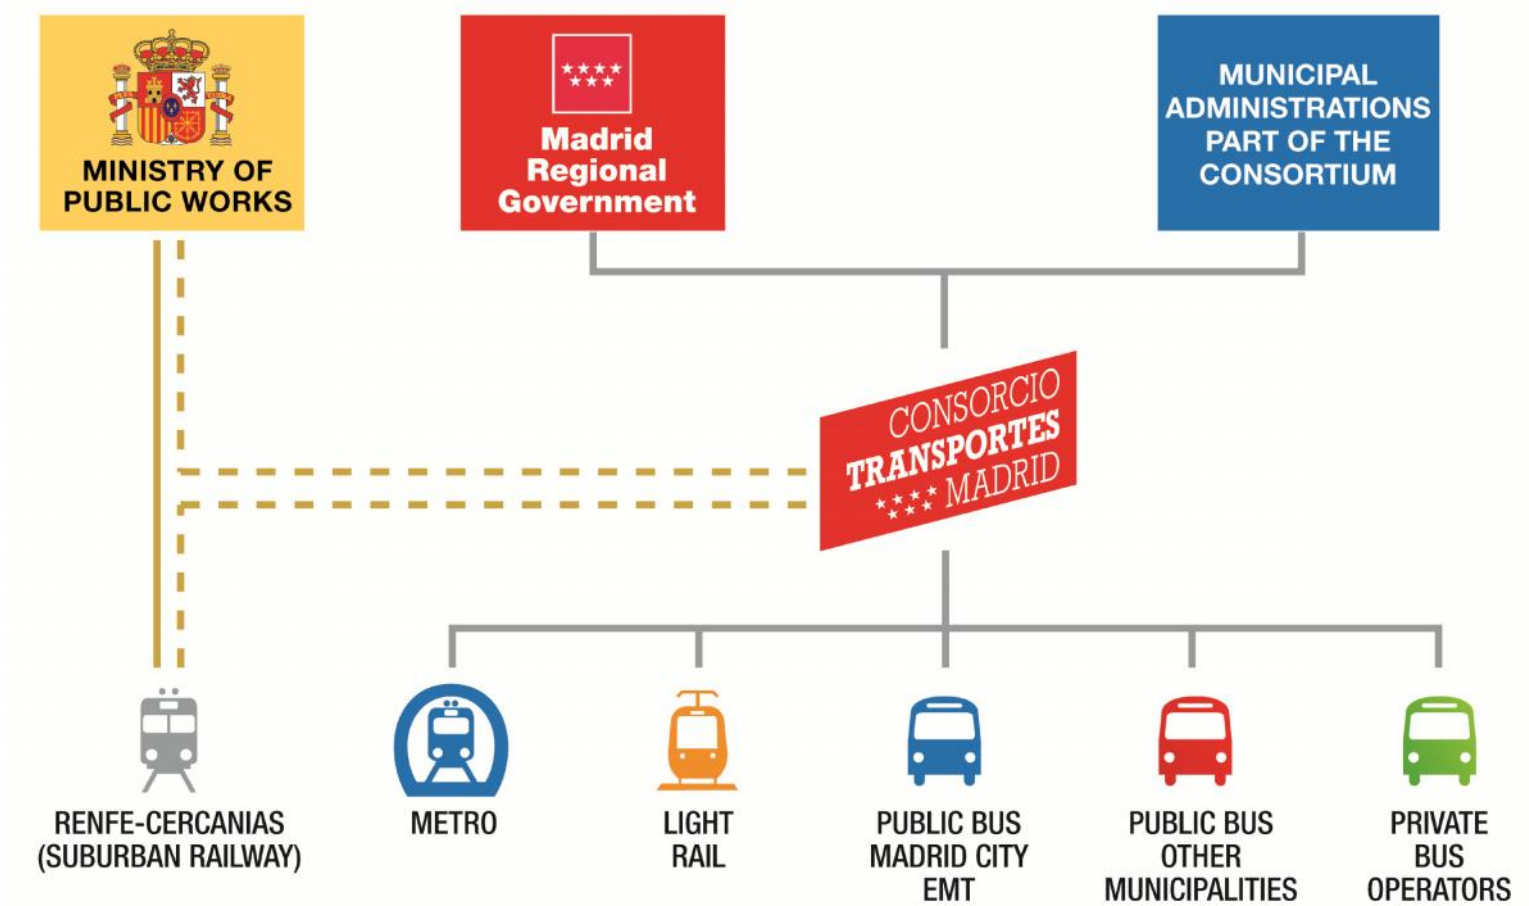 MINISTRY OF
PUBLIC WORKS
Madrid
Regional
Government
MUNICIPAL
ADMINISTRATIONS
PART OF THE
CONSORTIUM
CONSORCIO
TRANSPORTES
MADRID
RENFE-CERCANIAS
(SUBURBAN RAILWAY)
METRO
LIGHT
RAIL
PUBLIC BUS
MADRID CITY
EMT
PUBLIC BUS
OTHER
MUNICIPALITIES
PRIVATE
BUS
OPERATORS